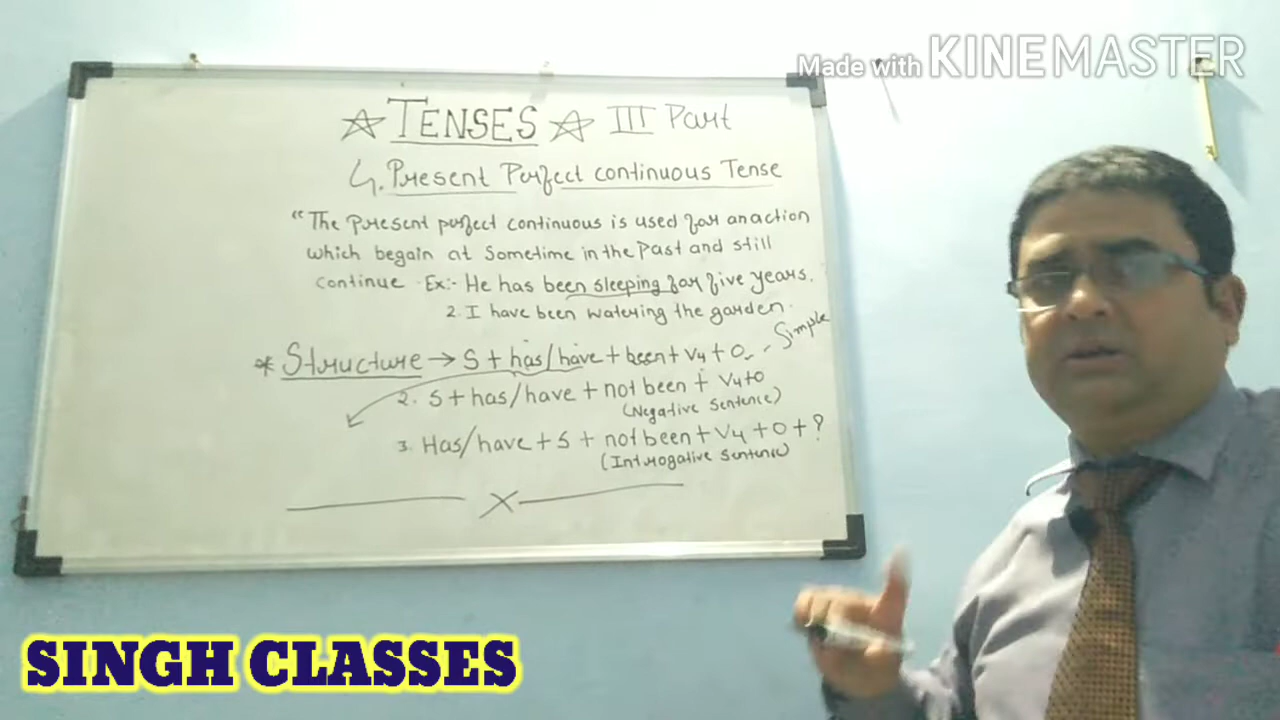 Made with KINEMASTER
☆ TENSES ☆ III Part
4. Present Perfect continuous Tense
"The present perfect continuous is used for an action
which begain at sometime in the past and still
continue Ex:- He has been sleeping for five years.
2. I have been watering the garden.
* Structure → S + has/have + been + V4 + O - Simple
2. S + has/have + not been + V4+O
(Negative Sentence)
3. Has/have + S + not been + V4 + O + ?
(Introgative Sentence)
X
SINGH CLASSES